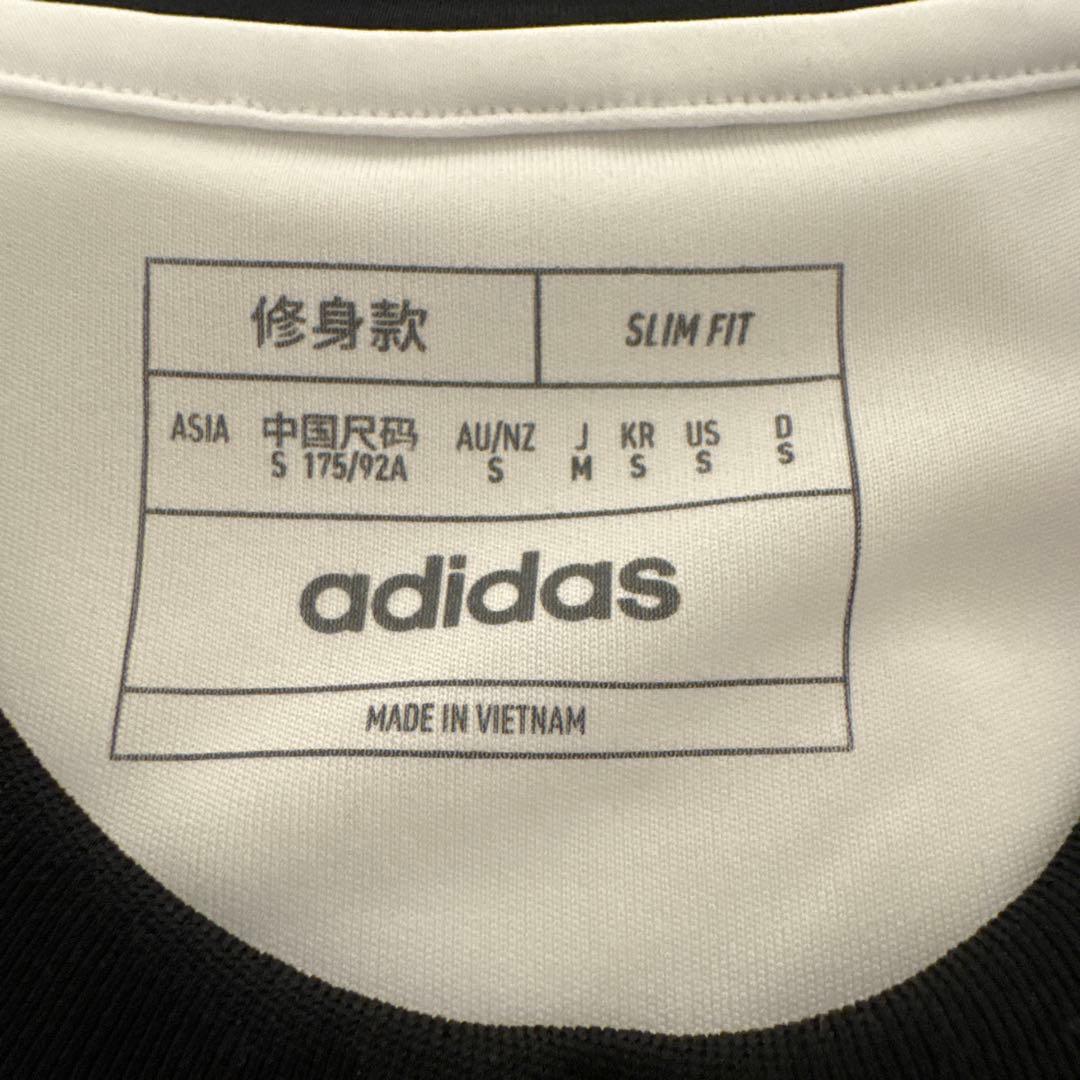 修身款 SLIM FIT
ASIA 中国尺码 AU/NZ J KR US D
S 175/92A S M S S S
adidas
MADE IN VIETNAM